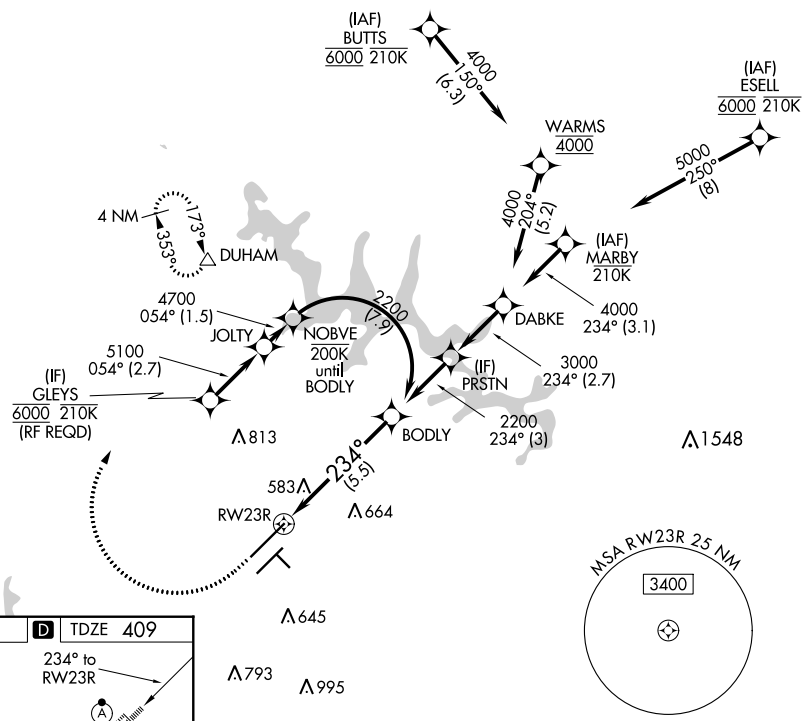 (IAF)
BUTTS
6000 210K
4000
150°
(6.3)
(IAF)
ESELL
6000 210K
5000
250°
(8)
WARMS
4000
4000
204°
(5.2)
(IAF)
MARBY
210K
4 NM
173°
353°
DUHAM
4700
054° (1.5)
JOLTY
2200
(7.9)
NOBVE
200K
until
BODLY
DABKE
4000
234° (3.1)
5100
054° (2.7)
(IF)
GLEYS
6000 210K
(RF REQD)
(IF)
PRSTN
3000
234° (2.7)
2200
234° (3)
BODLY
813
1548
234°
(5.5)
583
664
RW23R
MSA RW23R 25 NM
3400
645
D TDZE 409
234° to
RW23R
A
793
995